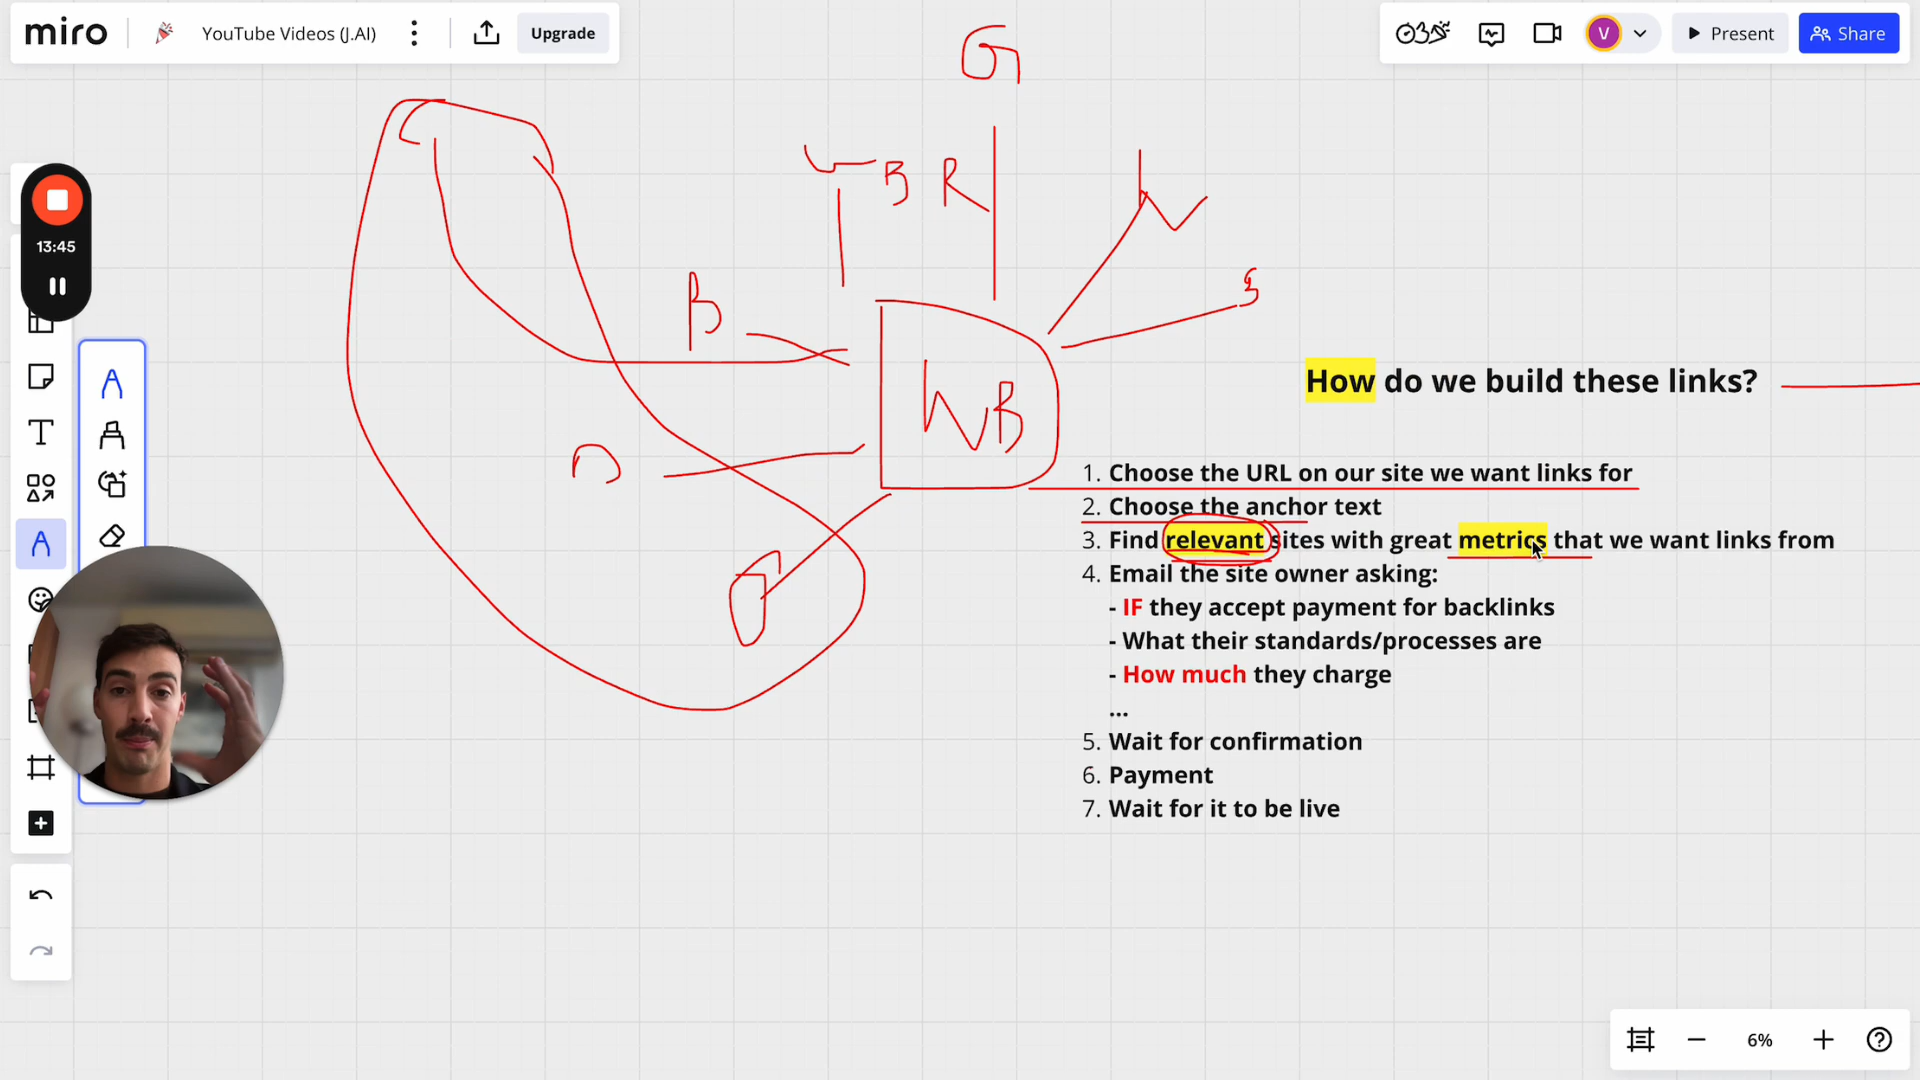 miro
YouTube Videos (J.AI)
Upgrade
V
Present
Share
13:45
G
B R
B
WB
How do we build these links?
1. Choose the URL on our site we want links for
2. Choose the anchor text
3. Find relevant sites with great metrics that we want links from
4. Email the site owner asking:
- IF they accept payment for backlinks
- What their standards/processes are
- How much they charge
...
5. Wait for confirmation
6. Payment
7. Wait for it to be live
6%